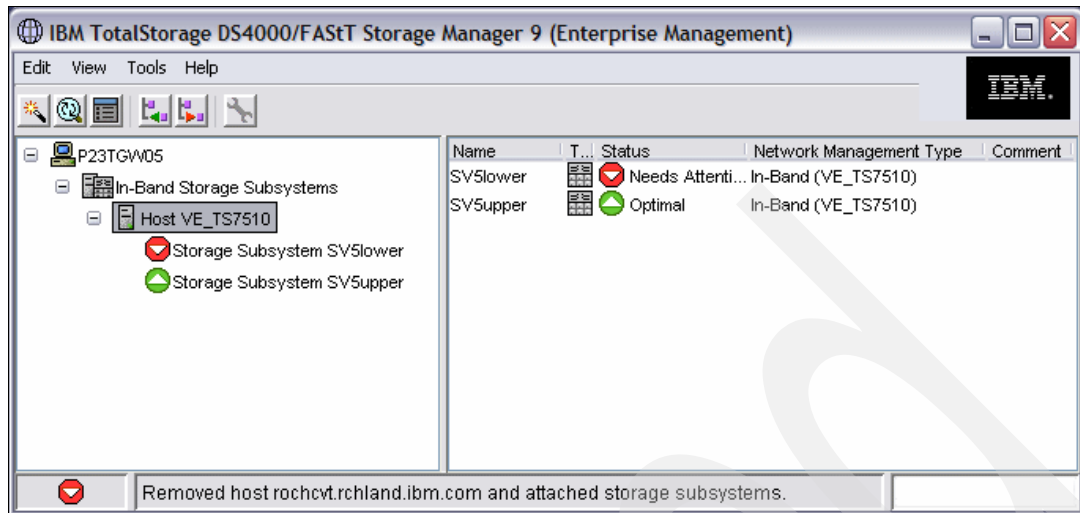 IBM TotalStorage DS4000/FAStT Storage Manager 9 (Enterprise Management)
Edit View Tools Help
IBM.
P23TGW05
In-Band Storage Subsystems
Host VE_TS7510
Storage Subsystem SV5lower
Storage Subsystem SV5upper
Name T... Status Network Management Type Comment
SV5lower Needs Attenti... In-Band (VE_TS7510)
SV5upper Optimal In-Band (VE_TS7510)
Removed host rochcvt.rchland.ibm.com and attached storage subsystems.